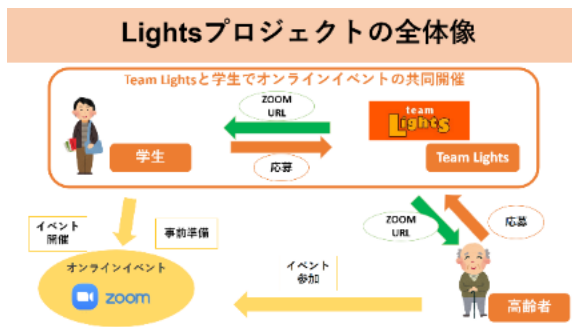 Lightsプロジェクトの全体像
Team Lightsと学生でオンラインイベントの共同開催
ZOOM
URL
team
Lights
学生
応募
Team Lights
イベント
開催
事前準備
ZOOM
URL
応募
オンラインイベント
zoom
イベント
参加
高齢者